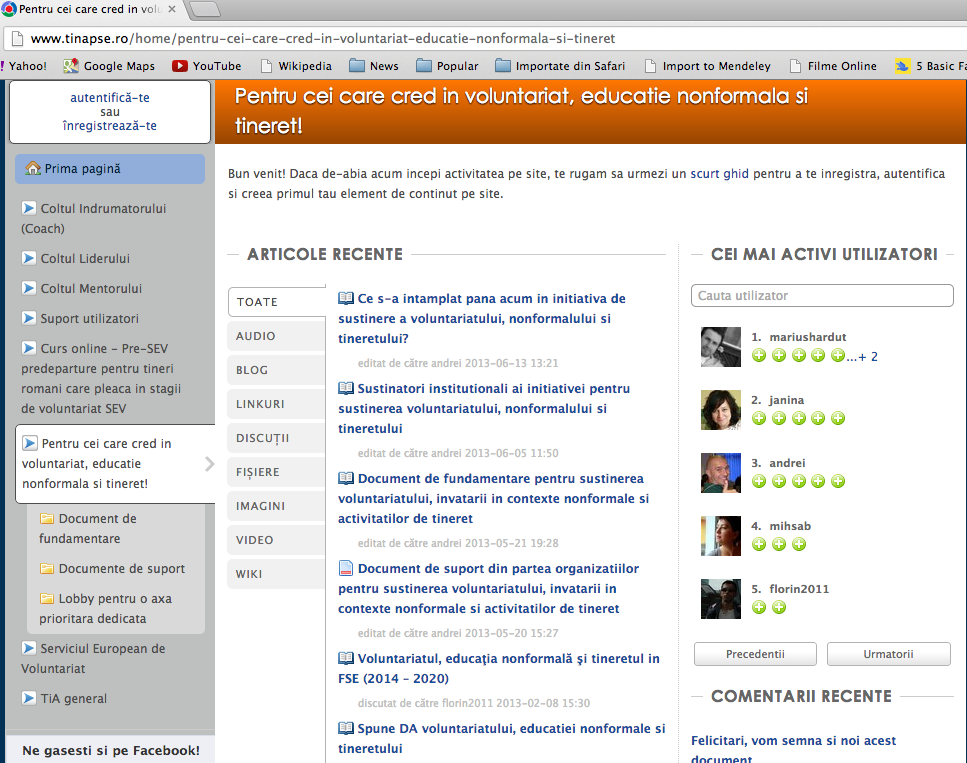 Pentru cei care cred in volu
www.tinapse.ro/home/pentru-cei-care-cred-in-voluntariat-educatie-nonformala-si-tineret
Yahoo!
Google Maps
YouTube
Wikipedia
News
Popular
Importate din Safari
Import to Mendeley
Filme Online
5 Basic Fa
autentifică-te
sau
înregistrează-te
Prima pagină
Coltul Indrumatorului
(Coach)
Coltul Liderului
Coltul Mentorului
Suport utilizatori
Curs online - Pre-SEV
predeparture pentru tineri
romani care pleaca in stagii
de voluntariat SEV
Pentru cei care cred in
voluntariat, educatie
nonformala si tineret!
Document de
fundamentare
Documente de suport
Lobby pentru o axa
prioritara dedicata
Serviciul European de
Voluntariat
TiA general
Ne gasesti si pe Facebook!
Pentru cei care cred in voluntariat, educatie nonformala si
tineret!
Bun venit! Daca de-abia acum incepi activitatea pe site, te rugam sa urmezi un scurt ghid pentru a te inregistra, autentifica
si creea primul tau element de continut pe site.
ARTICOLE RECENTE
TOATE
AUDIO
BLOG
LINKURI
DISCUȚII
FIȘIERE
IMAGINI
VIDEO
WIKI
Ce s-a intamplat pana acum in initiativa de
sustinere a voluntariatului, nonformalului si
tineretului?
editat de către andrei 2013-06-13 13:21
Sustinatori institutionali ai initiativei pentru
sustinerea voluntariatului, nonformalului si
tineretului
editat de către andrei 2013-06-05 11:50
Document de fundamentare pentru sustinerea
voluntariatului, invatarii in contexte nonformale si
activitatilor de tineret
editat de către andrei 2013-05-21 19:28
Document de suport din partea organizatiilor
pentru sustinerea voluntariatului, invatarii in
contexte nonformale si activitatilor de tineret
editat de către andrei 2013-05-20 15:27
Voluntariatul, educaţia nonformală şi tineretul in
FSE (2014 - 2020)
discutat de către florin2011 2013-02-08 15:30
Spune DA voluntariatului, educatiei nonformale si
tineretului
CEI MAI ACTIVI UTILIZATORI
Cauta utilizator
1. mariushardut
...+ 2
2. janina
3. andrei
4. mihsab
5. florin2011
Precedentii
Urmatorii
COMENTARII RECENTE
Felicitari, vom semna si noi acest
document